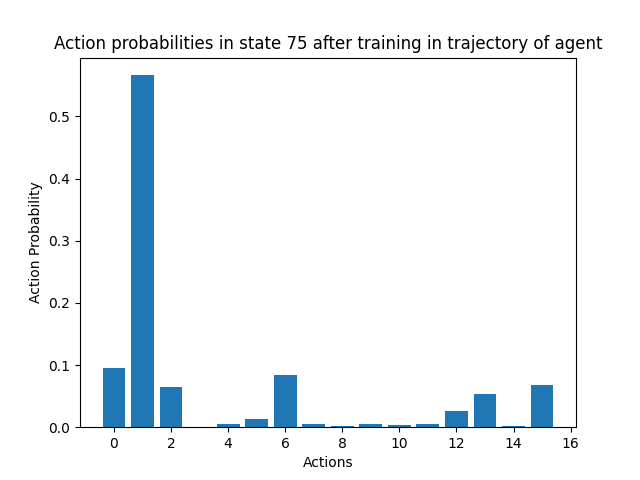 Action probabilities in state 75 after training in trajectory of agent
Action Probability
0.5
0.4
0.3
0.2
0.1
0.0
0 2 4 6 8 10 12 14 16
Actions